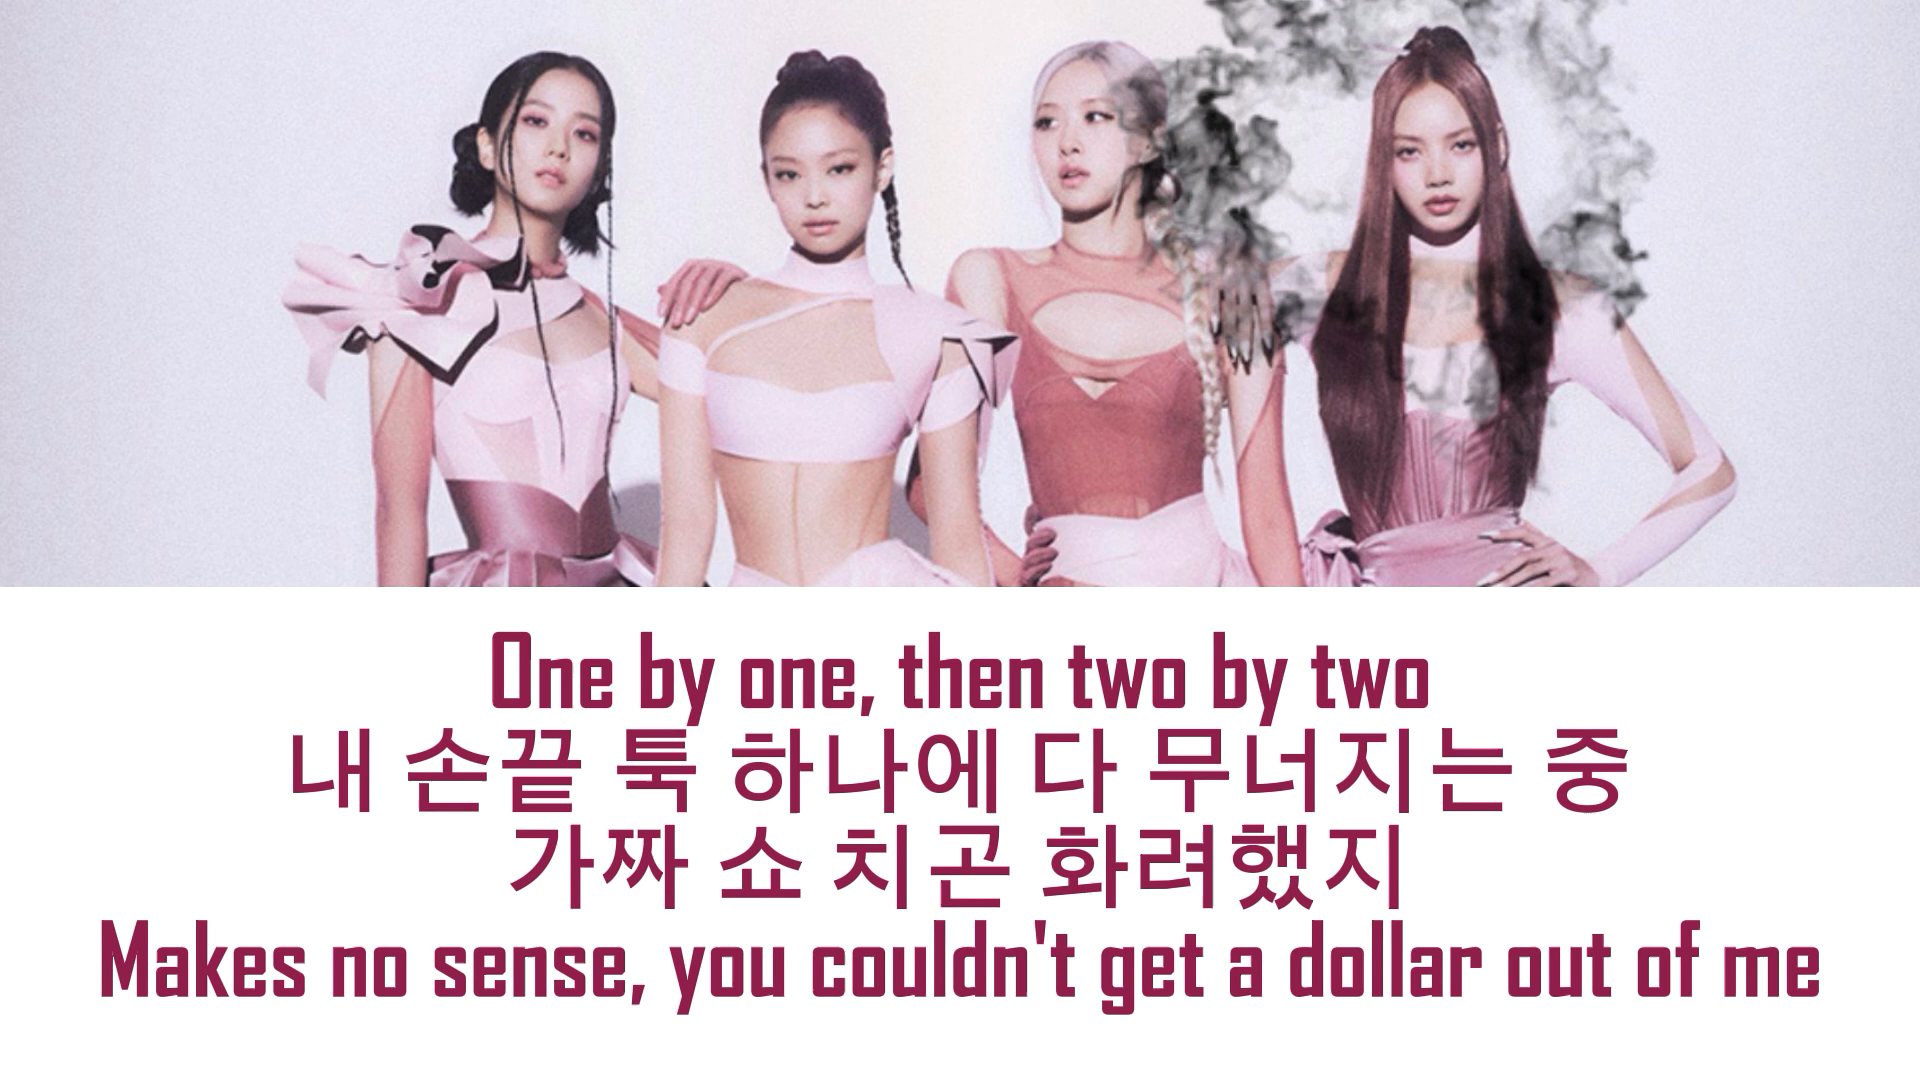 One by one, then two by two
내 손끝 툭 하나에 다 무너지는 중
가짜 쇼 치곤 화려했지
Makes no sense, you couldn't get a dollar out of me